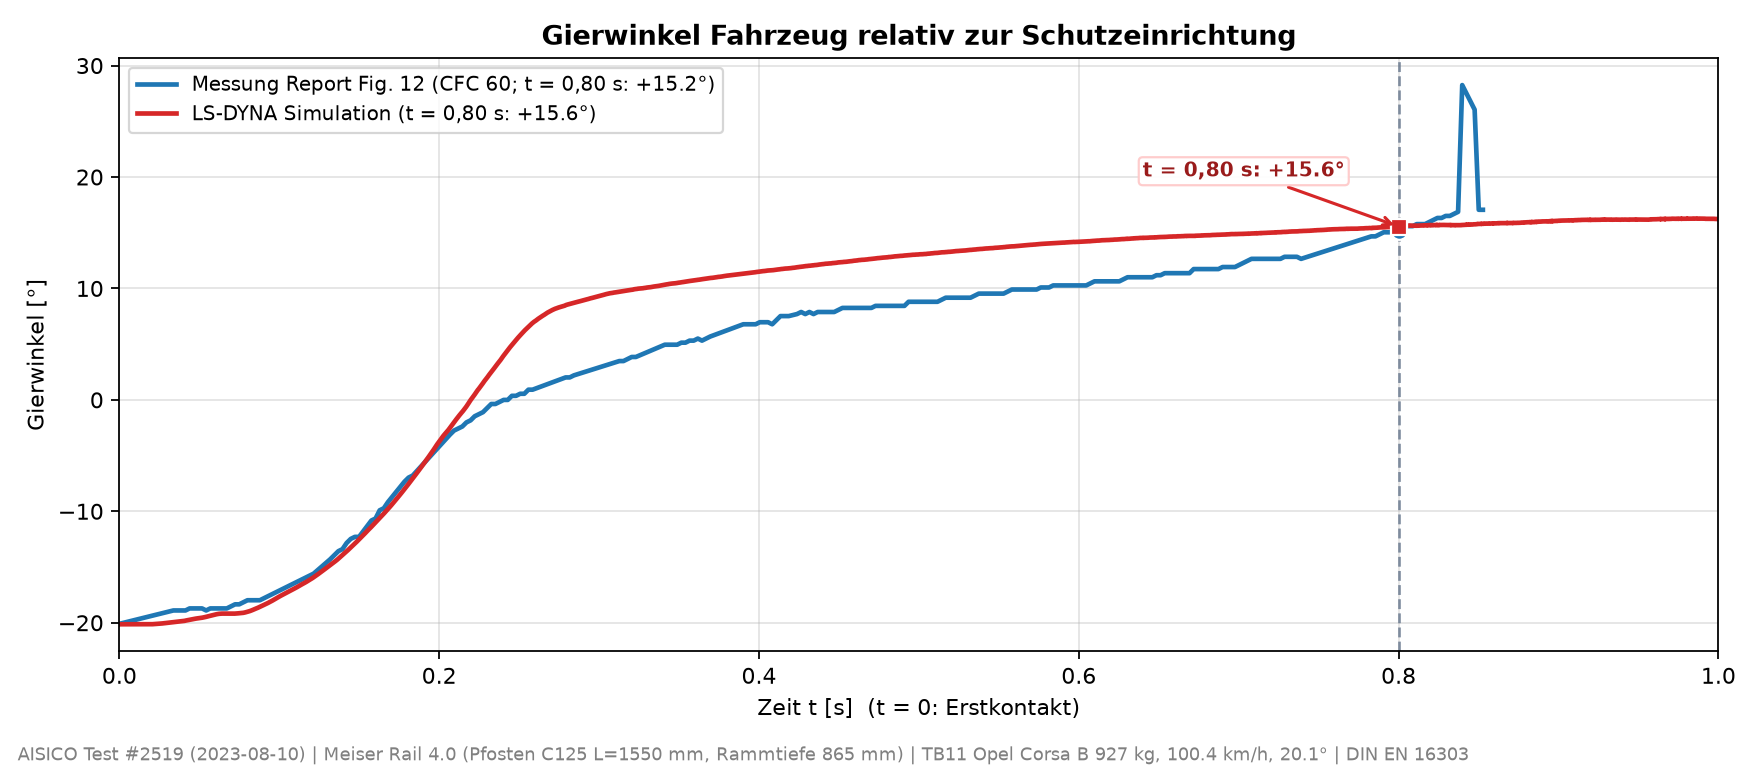 Gierwinkel Fahrzeug relativ zur Schutzeinrichtung
Messung Report Fig. 12 (CFC 60; t = 0,80 s: +15.2°)
LS-DYNA Simulation (t = 0,80 s: +15.6°)
t = 0,80 s: +15.6°
Gierwinkel [°]
30
20
10
0
−10
−20
0.0 0.2 0.4 0.6 0.8 1.0
Zeit t [s]  (t = 0: Erstkontakt)
AISICO Test #2519 (2023-08-10) | Meiser Rail 4.0 (Pfosten C125 L=1550 mm, Rammtiefe 865 mm) | TB11 Opel Corsa B 927 kg, 100.4 km/h, 20.1° | DIN EN 16303